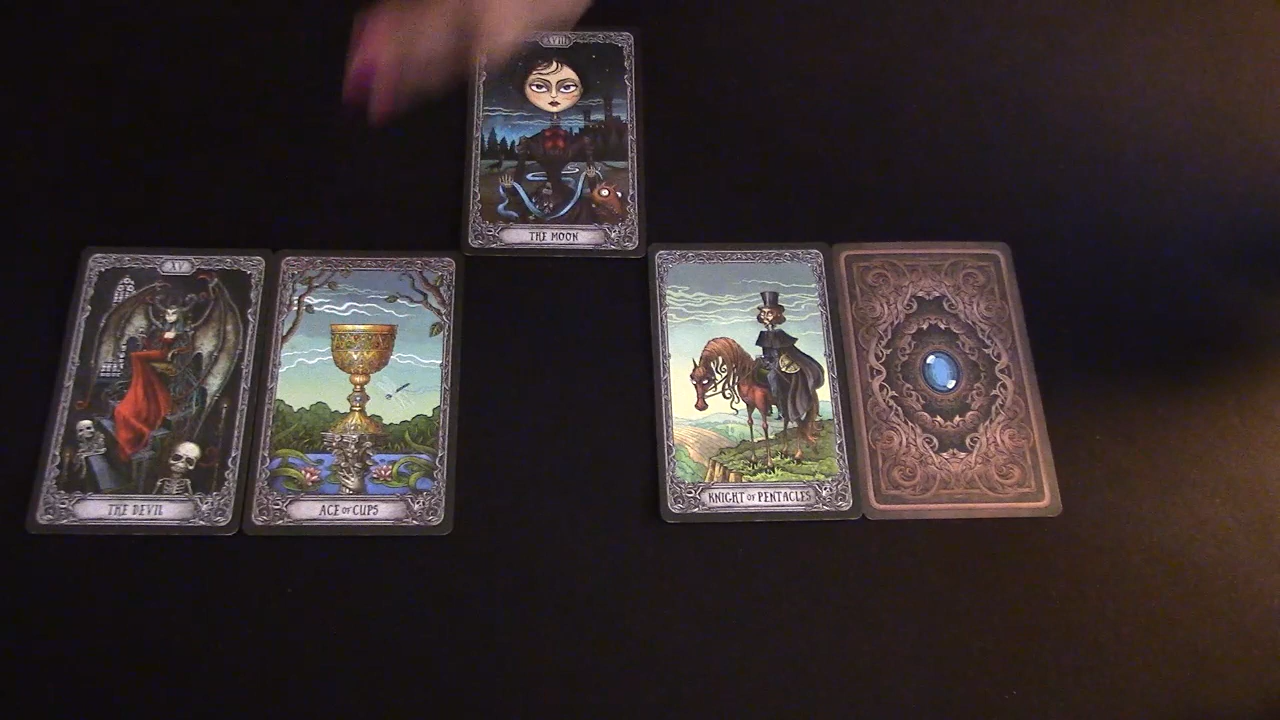 XVIII
THE MOON
XV
THE DEVIL
ACE OF CUPS
KNIGHT OF PENTACLES